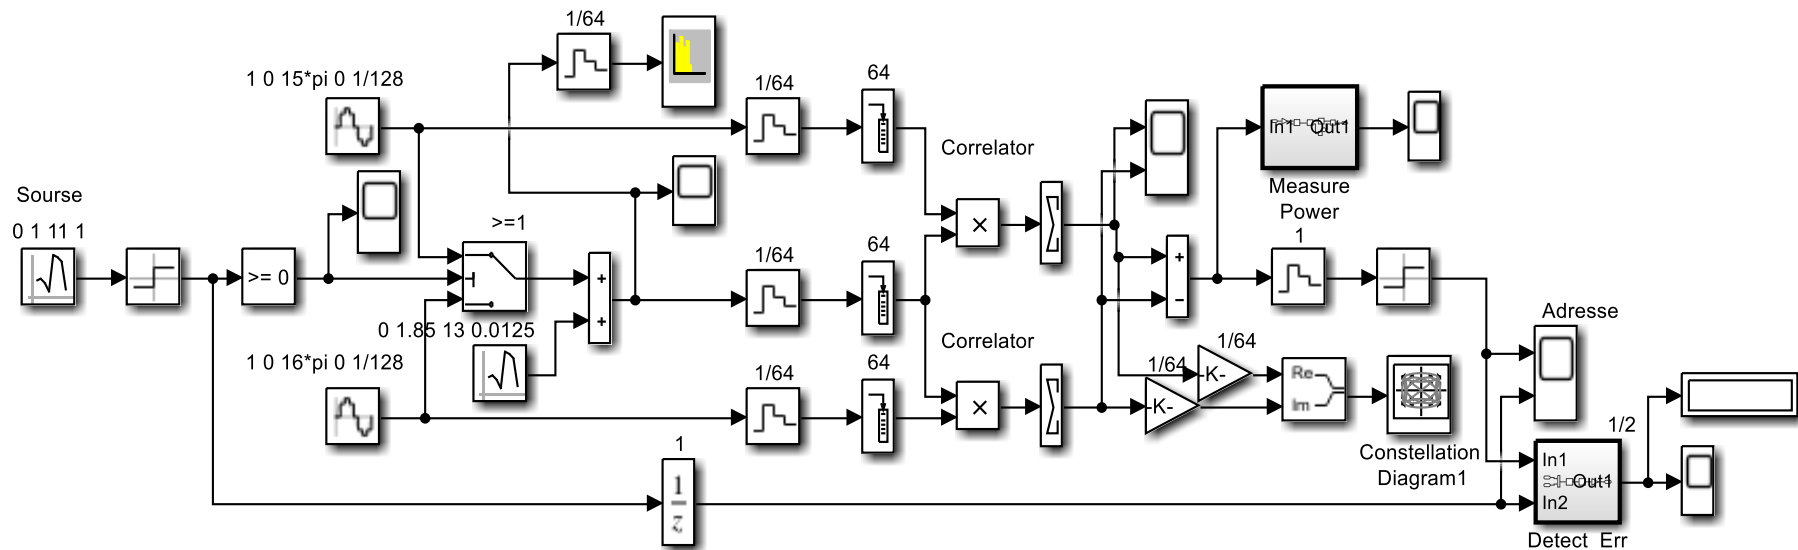 1/64
1 0 15*pi 0 1/128
1/64
64
Correlator
Sourse
0 1 11 1
>= 0
>=1
+
+
0 1.85 13 0.0125
1 0 16*pi 0 1/128
1/64
64
1/64
64
×
Correlator
×
+
−
In1
Out1
Measure
Power
1
1/64
-K-
1/64
-K-
Re
Im
Constellation
Diagram1
Adresse
1/2
In1
Out1
In2
Detect Err
1
1
z